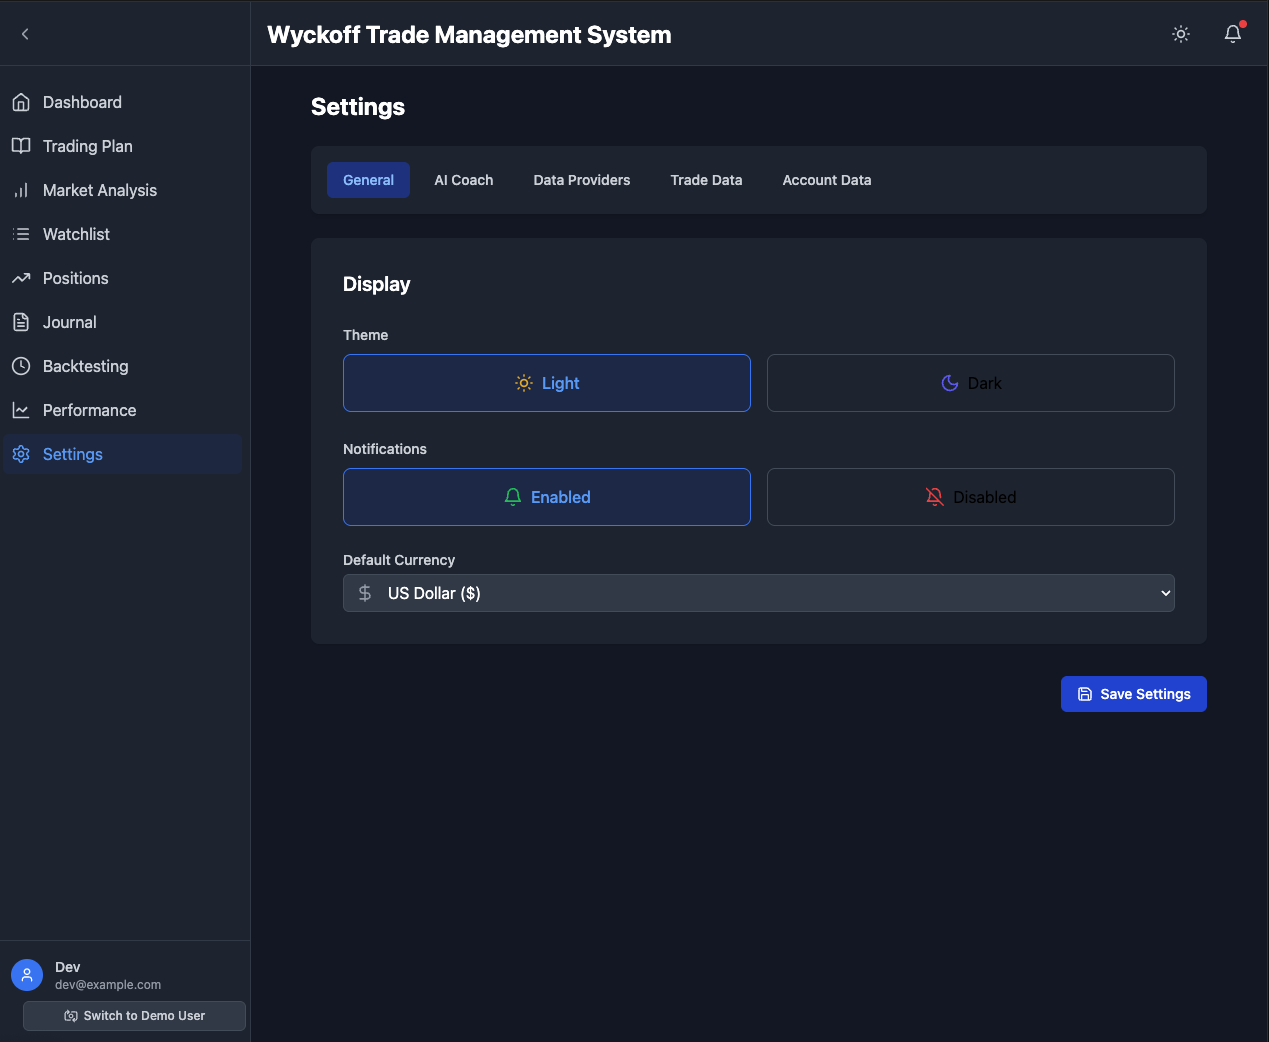 Wyckoff Trade Management System
Dashboard
Trading Plan
Market Analysis
Watchlist
Positions
Journal
Backtesting
Performance
Settings
Dev
dev@example.com
Switch to Demo User
Settings
General AI Coach Data Providers Trade Data Account Data
Display
Theme
Light Dark
Notifications
Enabled Disabled
Default Currency
$ US Dollar ($)
Save Settings